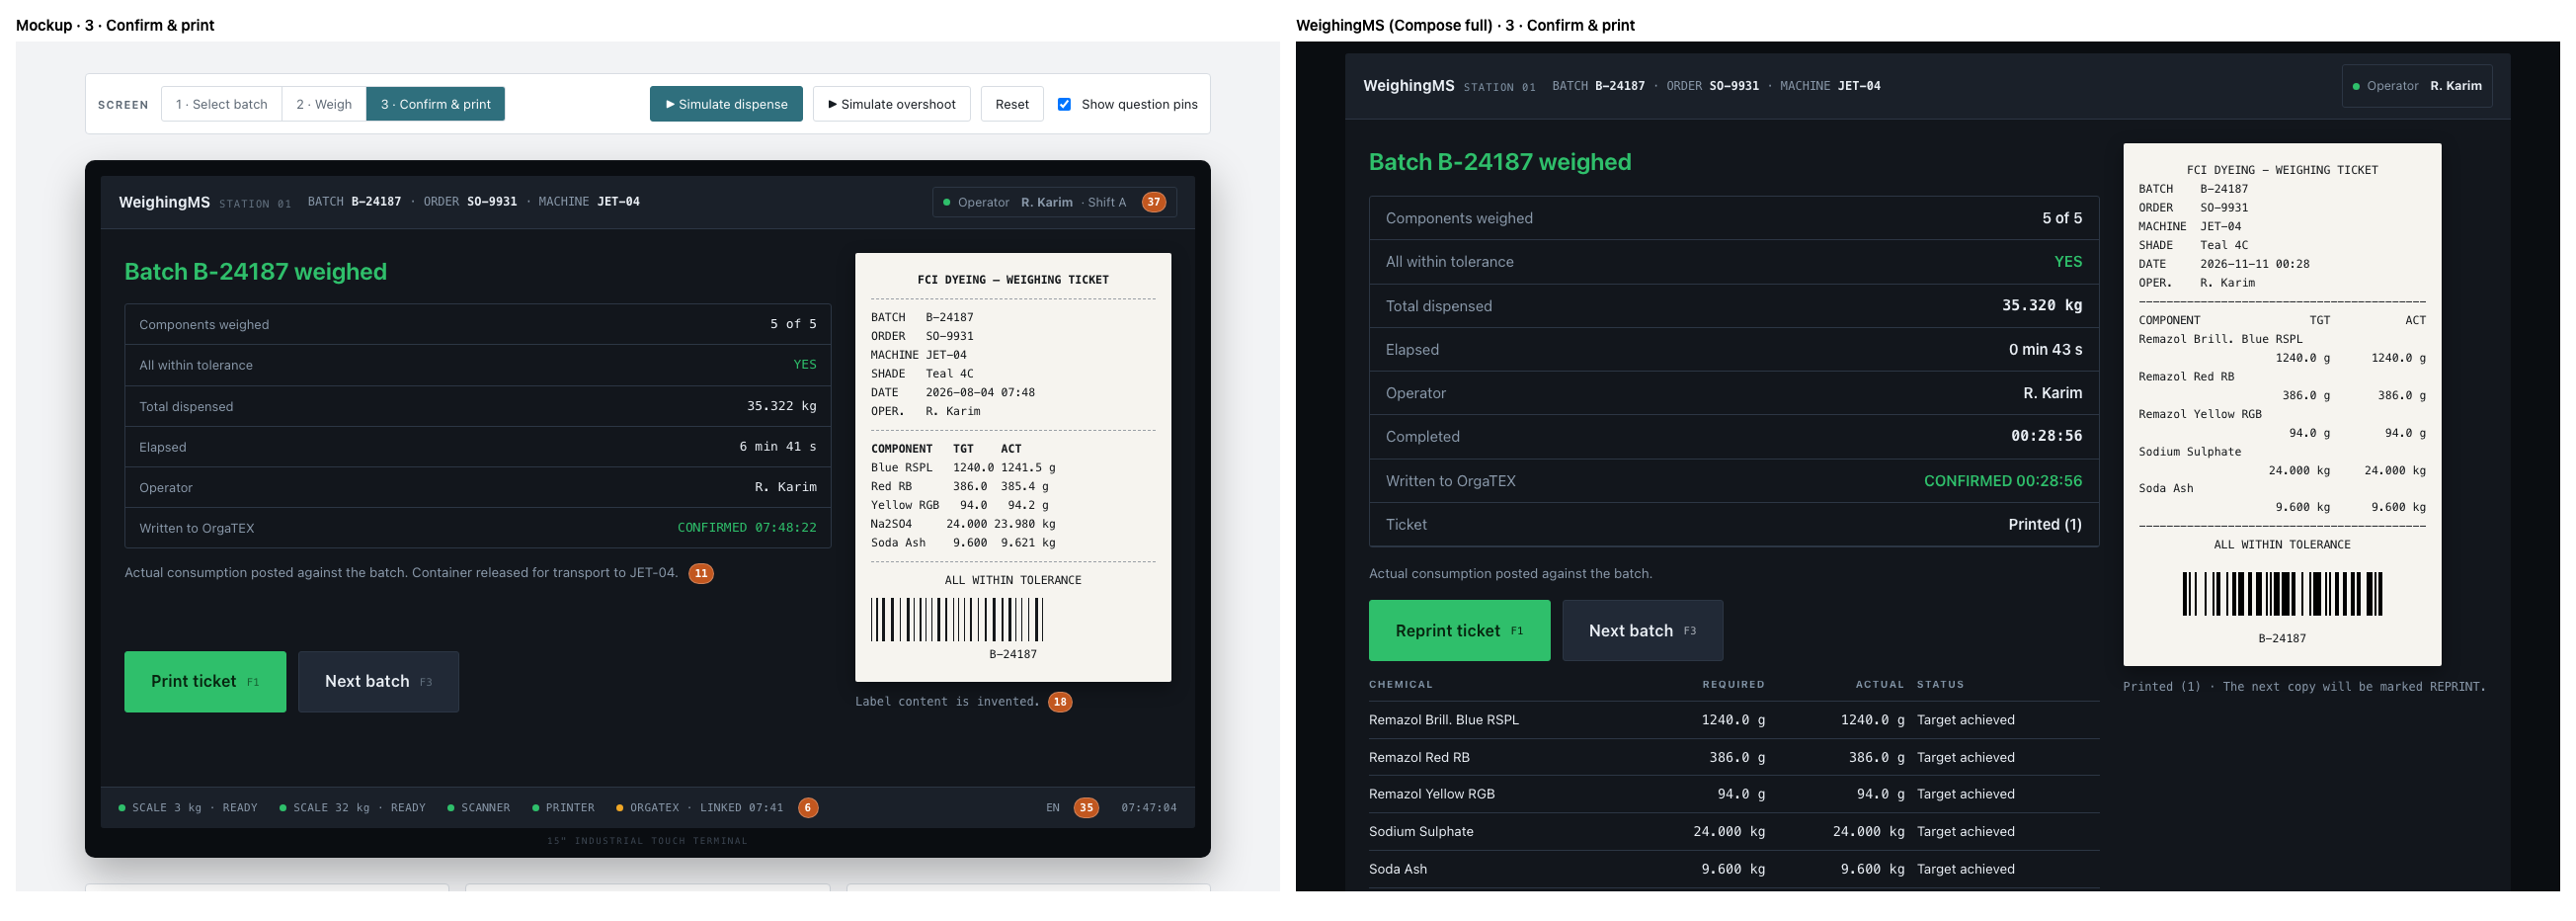 Mockup · 3 · Confirm & print
SCREEN 1 · Select batch 2 · Weigh 3 · Confirm & print ▶ Simulate dispense ▶ Simulate overshoot Reset Show question pins
WeighingMS STATION 01 BATCH B-24187 · ORDER SO-9931 · MACHINE JET-04 Operator R. Karim · Shift A 37
Batch B-24187 weighed
Components weighed 5 of 5
All within tolerance YES
Total dispensed 35.322 kg
Elapsed 6 min 41 s
Operator R. Karim
Written to OrgaTEX CONFIRMED 07:48:22
Actual consumption posted against the batch. Container released for transport to JET-04. 11
Print ticket F1 Next batch F3
FCI DYEING — WEIGHING TICKET
BATCH B-24187
ORDER SO-9931
MACHINE JET-04
SHADE Teal 4C
DATE 2026-08-04 07:48
OPER. R. Karim
COMPONENT TGT ACT
Blue RSPL 1240.0 1241.5 g
Red RB 386.0 385.4 g
Yellow RGB 94.0 94.2 g
Na2SO4 24.000 23.980 kg
Soda Ash 9.600 9.621 kg
ALL WITHIN TOLERANCE
B-24187
Label content is invented. 18
SCALE 3 kg · READY SCALE 32 kg · READY SCANNER PRINTER ORGATEX · LINKED 07:41 6 EN 35 07:47:04
15" INDUSTRIAL TOUCH TERMINAL
WeighingMS (Compose full) · 3 · Confirm & print
WeighingMS STATION 01 BATCH B-24187 · ORDER SO-9931 · MACHINE JET-04 Operator R. Karim
Batch B-24187 weighed
Components weighed 5 of 5
All within tolerance YES
Total dispensed 35.320 kg
Elapsed 0 min 43 s
Operator R. Karim
Completed 00:28:56
Written to OrgaTEX CONFIRMED 00:28:56
Ticket Printed (1)
Actual consumption posted against the batch.
Reprint ticket F1 Next batch F3
CHEMICAL REQUIRED ACTUAL STATUS
Remazol Brill. Blue RSPL 1240.0 g 1240.0 g Target achieved
Remazol Red RB 386.0 g 386.0 g Target achieved
Remazol Yellow RGB 94.0 g 94.0 g Target achieved
Sodium Sulphate 24.000 kg 24.000 kg Target achieved
Soda Ash 9.600 kg 9.600 kg Target achieved
FCI DYEING — WEIGHING TICKET
BATCH B-24187
ORDER SO-9931
MACHINE JET-04
SHADE Teal 4C
DATE 2026-11-11 00:28
OPER. R. Karim
COMPONENT TGT ACT
Remazol Brill. Blue RSPL
1240.0 g 1240.0 g
Remazol Red RB
386.0 g 386.0 g
Remazol Yellow RGB
94.0 g 94.0 g
Sodium Sulphate
24.000 kg 24.000 kg
Soda Ash
9.600 kg 9.600 kg
ALL WITHIN TOLERANCE
B-24187
Printed (1) · The next copy will be marked REPRINT.